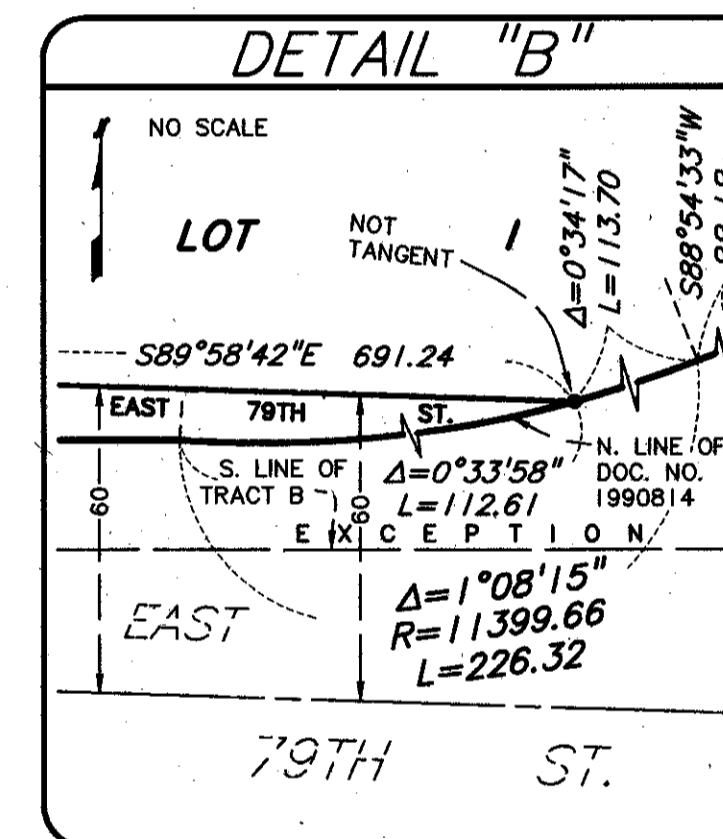 DETAIL "B"
NO SCALE
LOT 1
NOT
TANGENT
Δ=0°34'17"
L=113.70
S88°54'33"W
S89°58'42"E 691.24
EAST 79TH ST.
S. LINE OF
TRACT B
Δ=0°33'58"
L=112.61
N. LINE OF
DOC. NO.
1990814
60
60
EXCEPTION
Δ=1°08'15"
R=11399.66
L=226.32
EAST
79TH ST.